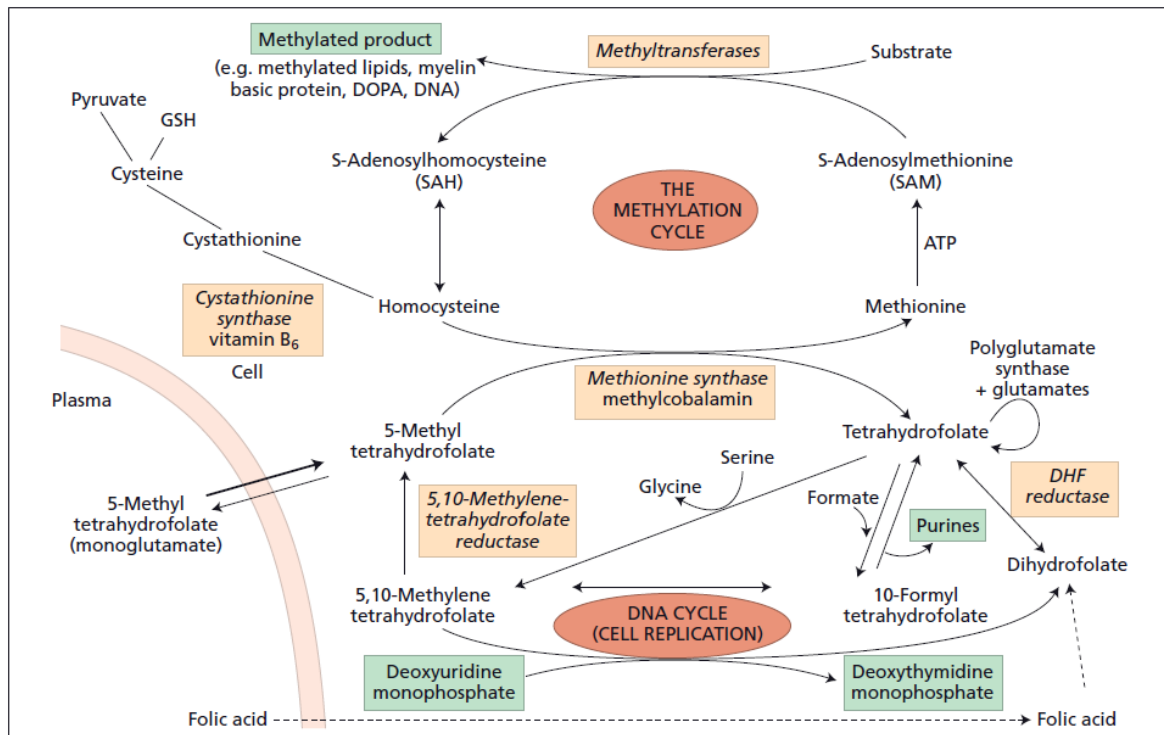 Methylated product
(e.g. methylated lipids, myelin
basic protein, DOPA, DNA)
Methyltransferases
Substrate
Pyruvate
GSH
Cysteine
S-Adenosylhomocysteine
(SAH)
THE
METHYLATION
CYCLE
S-Adenosylmethionine
(SAM)
Cystathionine
ATP
Homocysteine
Methionine
Cystathionine
synthase
vitamin B₆
Cell
Plasma
Methionine synthase
methylcobalamin
Polyglutamate
synthase
+ glutamates
5-Methyl
tetrahydrofolate
Tetrahydrofolate
Serine
Glycine
Formate
DHF
reductase
5-Methyl
tetrahydrofolate
(monoglutamate)
5,10-Methylene-
tetrahydrofolate
reductase
Purines
Dihydrofolate
5,10-Methylene
tetrahydrofolate
DNA CYCLE
(CELL REPLICATION)
10-Formyl
tetrahydrofolate
Deoxyuridine
monophosphate
Deoxythymidine
monophosphate
Folic acid
Folic acid